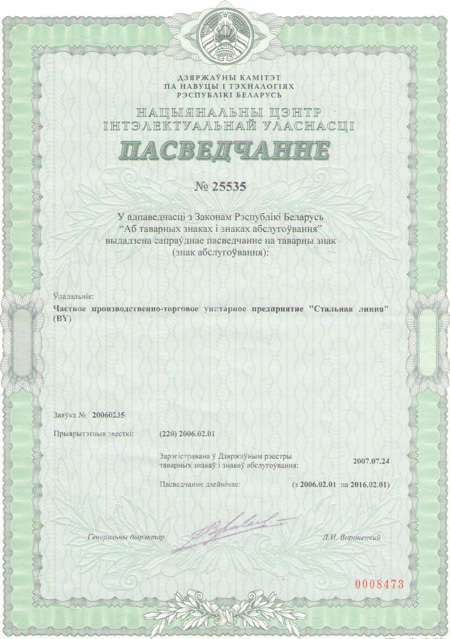 ДЗЯРЖАЎНЫ КАМІТЭТ
ПА НАВУЦЫ І ТЭХНАЛОГІЯХ
РЭСПУБЛІКІ БЕЛАРУСЬ
НАЦЫЯНАЛЬНЫ ЦЭНТР
ІНТЭЛЕКТУАЛЬНАЙ УЛАСНАСЦІ
ПАСВЕДЧАННЕ
№ 25535
У адпаведнасці з Законам Рэспублікі Беларусь
“Аб таварных знаках і знаках абслугоўвання”
выдадзена сапраўднае пасведчанне на таварны знак
(знак абслугоўвання):
Ўладальнік:
Частное производственно-торговое унитарное предприятие "Стальная линия"
(BY)
Заяўка № 20060235
Прыярытэтныя звесткі: (220) 2006.02.01
Зарэгістравана ў Дзяржаўным рэестры
таварных знакаў і знакаў абслугоўвання: 2007.07.24
Пасведчанне дзейнічае: (з 2006.02.01 па 2016.02.01)
Генеральны дырэктар Л.И. Воронецкий
0008473